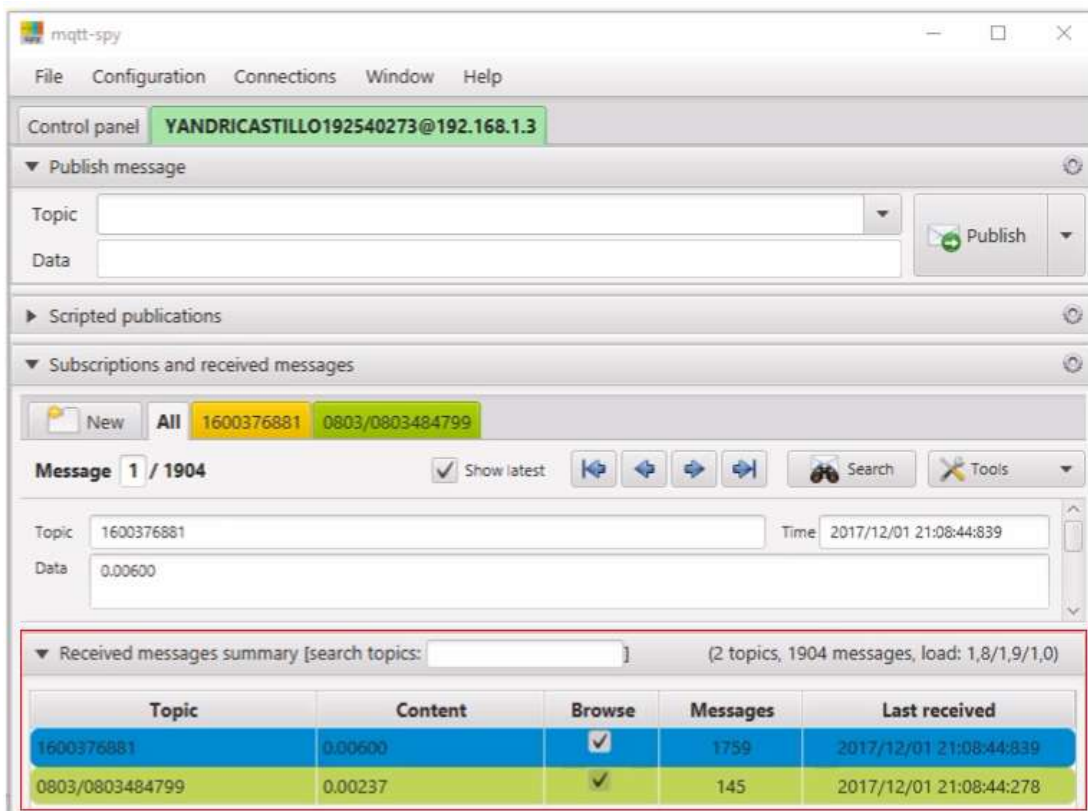 mqtt-spy
File Configuration Connections Window Help
Control panel YANDRICASTILLO192540273@192.168.1.3
Publish message
Topic
Publish
Data
Scripted publications
Subscriptions and received messages
New All 1600376881 0803/0803484799
Message 1 / 1904 Show latest Search Tools
Topic 1600376881 Time 2017/12/01 21:08:44:839
Data 0.00600
Received messages summary [search topics: ] (2 topics, 1904 messages, load: 1,8/1,9/1,0)
Topic Content Browse Messages Last received
1600376881 0.00600 1759 2017/12/01 21:08:44:839
0803/0803484799 0.00237 145 2017/12/01 21:08:44:278